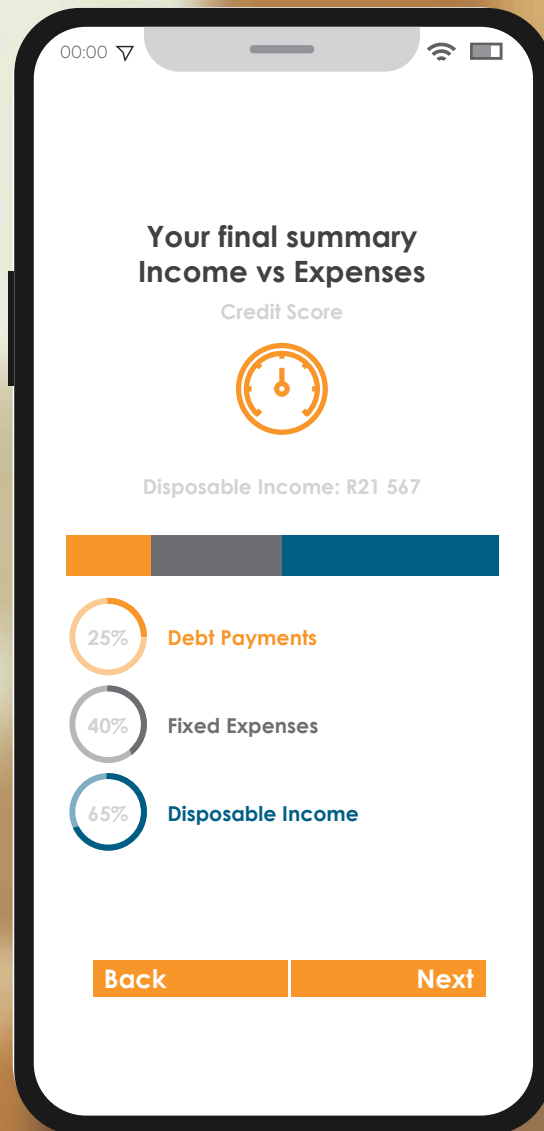 00:00
Your final summary
Income vs Expenses
Credit Score
Disposable Income: R21 567
25% Debt Payments
40% Fixed Expenses
65% Disposable Income
Back Next